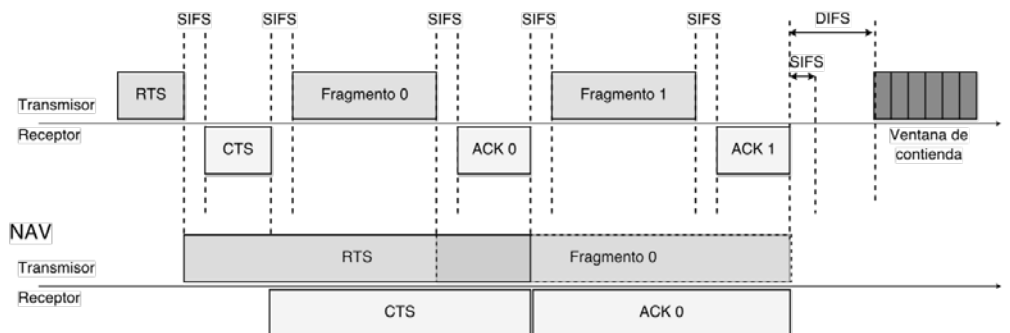 SIFS SIFS SIFS SIFS SIFS DIFS
SIFS
RTS Fragmento 0 Fragmento 1
Transmisor
Receptor
CTS ACK 0 ACK 1
Ventana de
contienda
NAV
RTS Fragmento 0
Transmisor
Receptor
CTS ACK 0